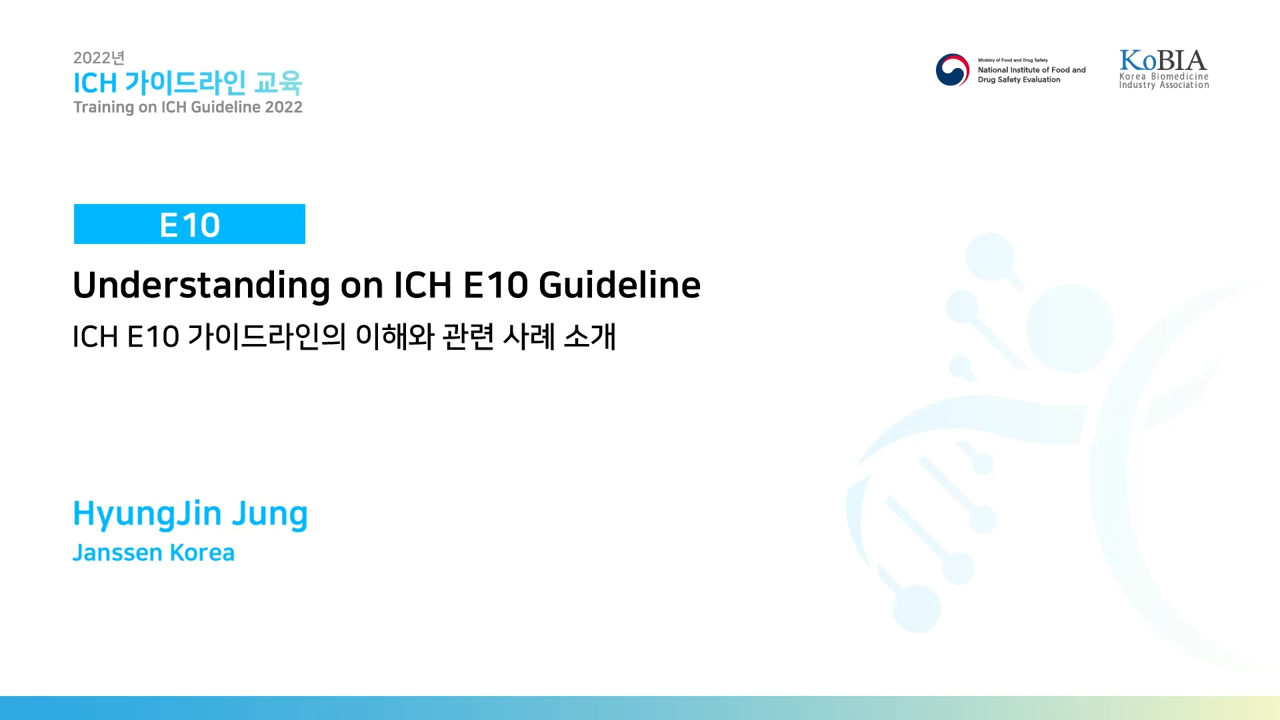 2022년
ICH 가이드라인 교육
Training on ICH Guideline 2022
Ministry of Food and Drug Safety
National Institute of Food and
Drug Safety Evaluation
KoBIA
Korea Biomedicine
Industry Association
E10
Understanding on ICH E10 Guideline
ICH E10 가이드라인의 이해와 관련 사례 소개
HyungJin Jung
Janssen Korea